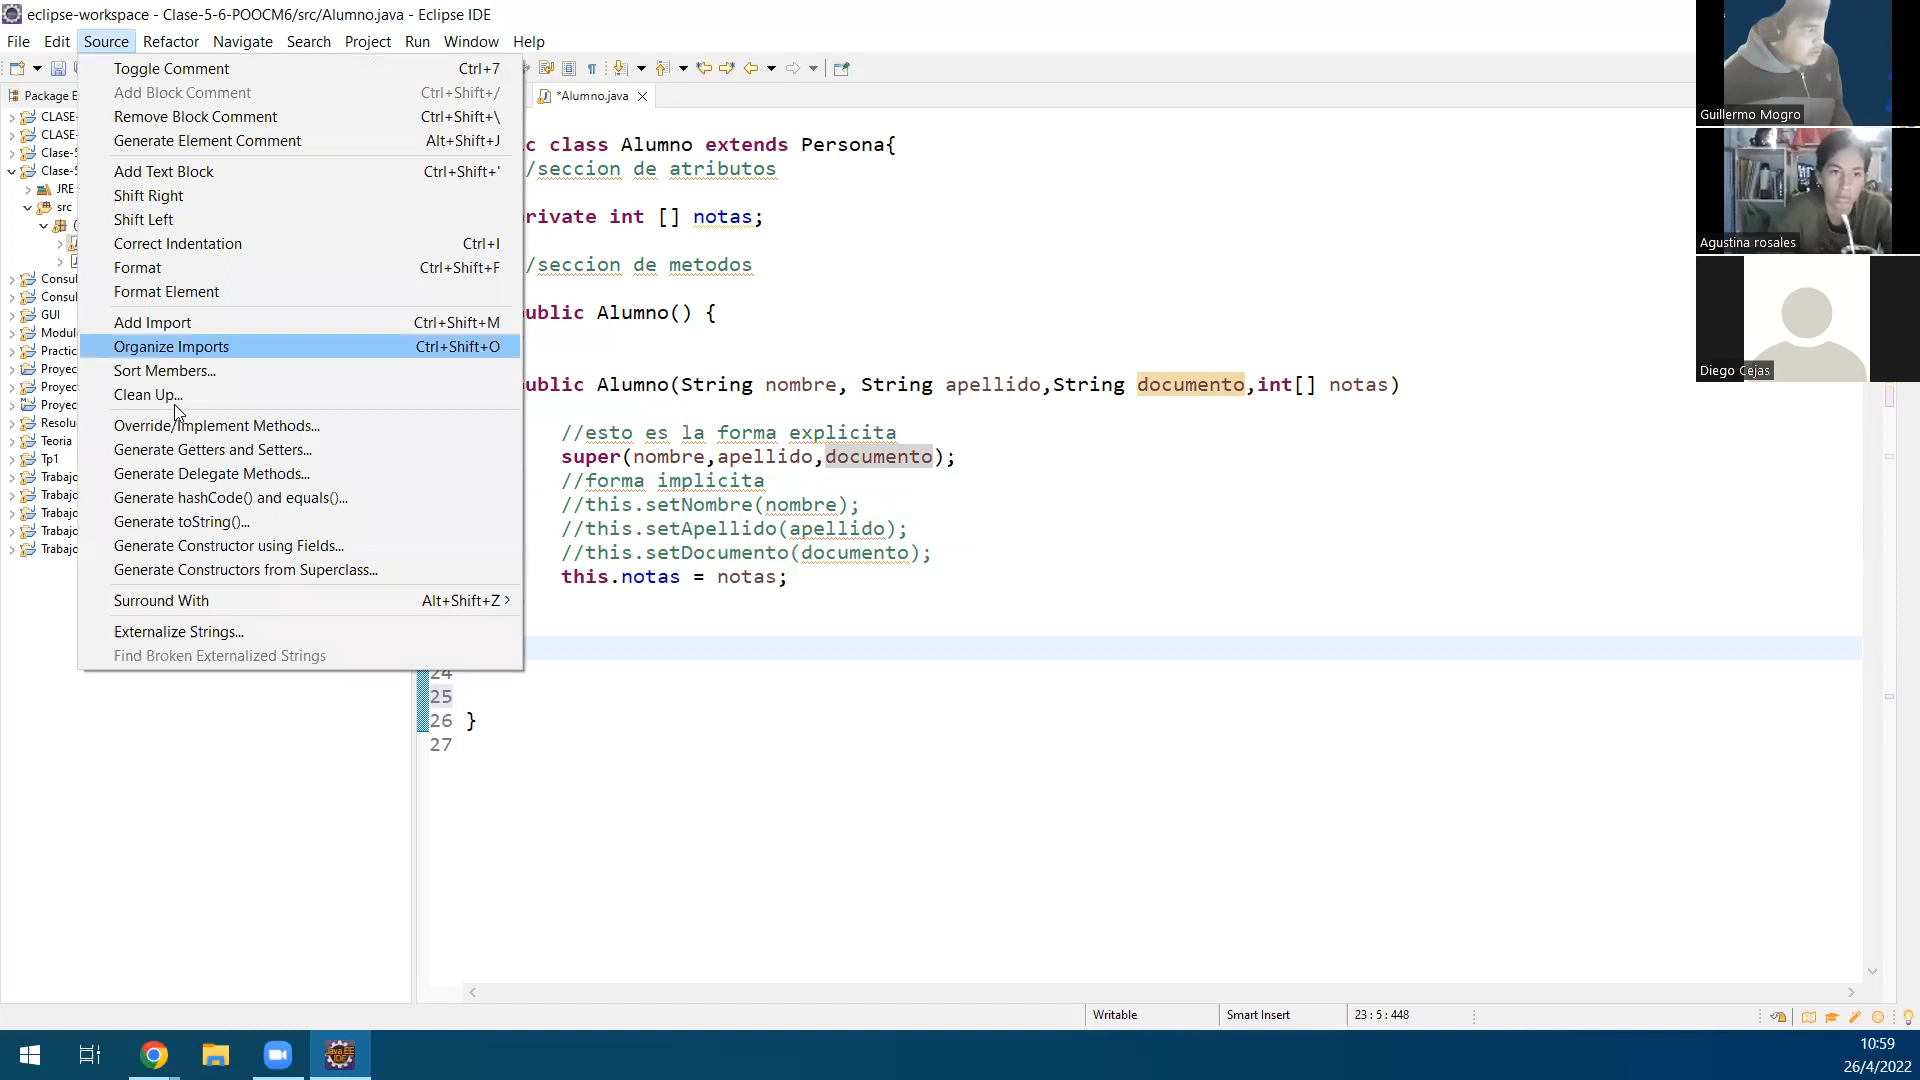 eclipse-workspace - Clase-5-6-POOCM6/src/Alumno.java - Eclipse IDE
File Edit Source Refactor Navigate Search Project Run Window Help
Package E
*Alumno.java
CLASE-
CLASE-
Clase-5
Clase-5
JRE
src
(
Consul
Consul
GUI
Modul
Practic
Proyec
Proyec
Proyec
Resolu
Teoria
Tp1
Trabajo
Trabajo
Trabajo
Trabajo
Trabajo
Toggle Comment Ctrl+7
Add Block Comment Ctrl+Shift+/
Remove Block Comment Ctrl+Shift+\
Generate Element Comment Alt+Shift+J
Add Text Block Ctrl+Shift+'
Shift Right
Shift Left
Correct Indentation Ctrl+I
Format Ctrl+Shift+F
Format Element
Add Import Ctrl+Shift+M
Organize Imports Ctrl+Shift+O
Sort Members...
Clean Up...
Override/Implement Methods...
Generate Getters and Setters...
Generate Delegate Methods...
Generate hashCode() and equals()...
Generate toString()...
Generate Constructor using Fields...
Generate Constructors from Superclass...
Surround With Alt+Shift+Z >
Externalize Strings...
Find Broken Externalized Strings
c class Alumno extends Persona{
/seccion de atributos
rivate int [] notas;
/seccion de metodos
ublic Alumno() {
ublic Alumno(String nombre, String apellido,String documento,int[] notas)
//esto es la forma explicita
super(nombre,apellido,documento);
//forma implicita
//this.setNombre(nombre);
//this.setApellido(apellido);
//this.setDocumento(documento);
this.notas = notas;
24
25
26 }
27
Guillermo Mogro
Agustina rosales
Diego Cejas
Writable
Smart Insert
23 : 5 : 448
10:59
26/4/2022